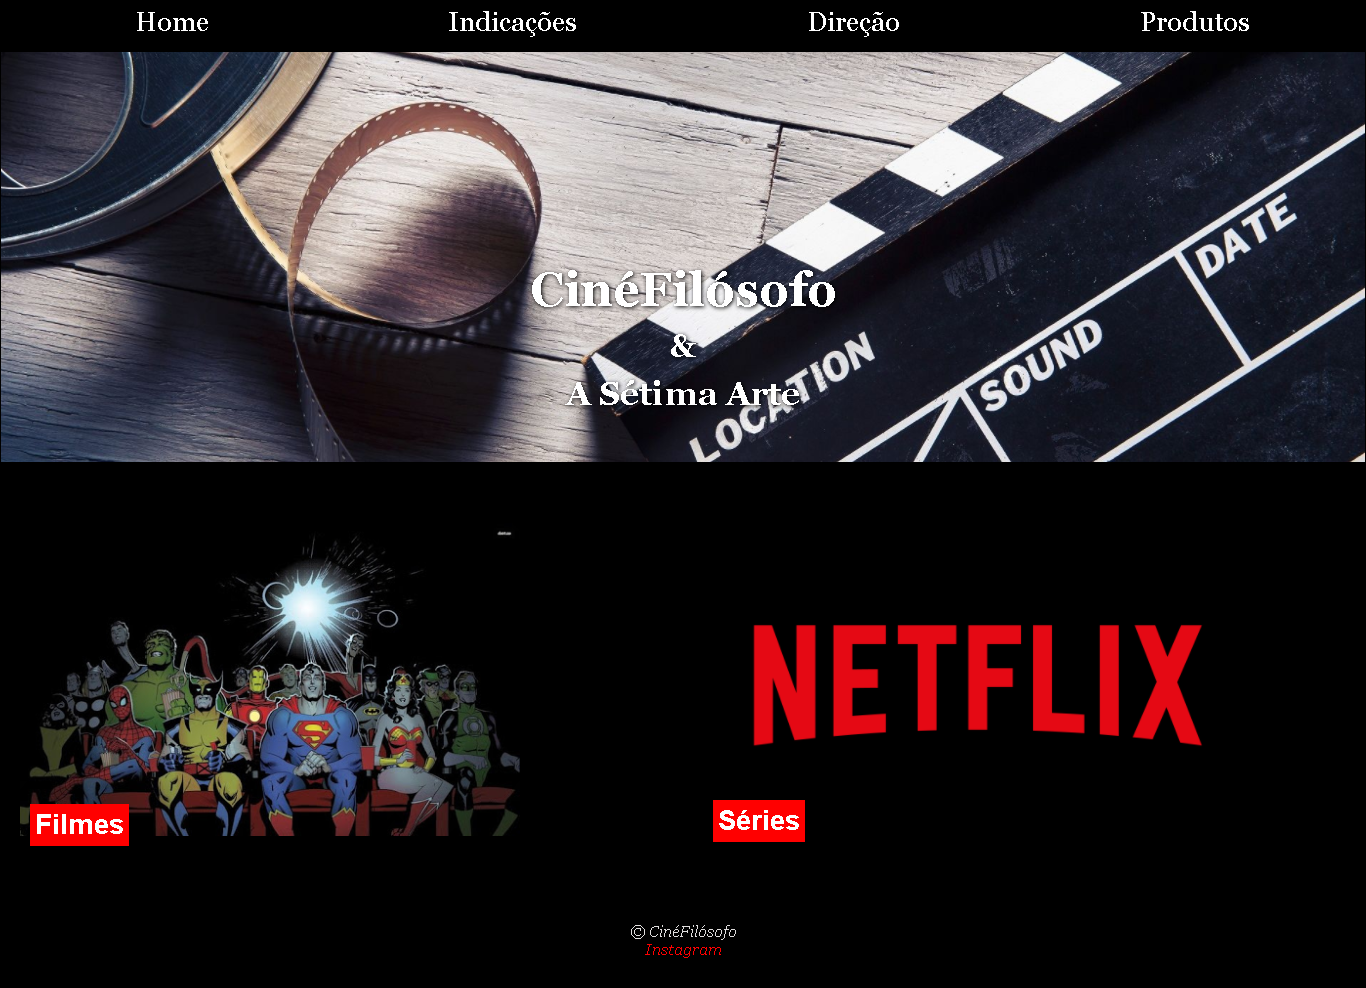 Home Indicações Direção Produtos
CinéFilósofo
&
A Sétima Arte
LOCATION
SOUND
DATE
NETFLIX
Filmes
Séries
© CinéFilósofo
Instagram